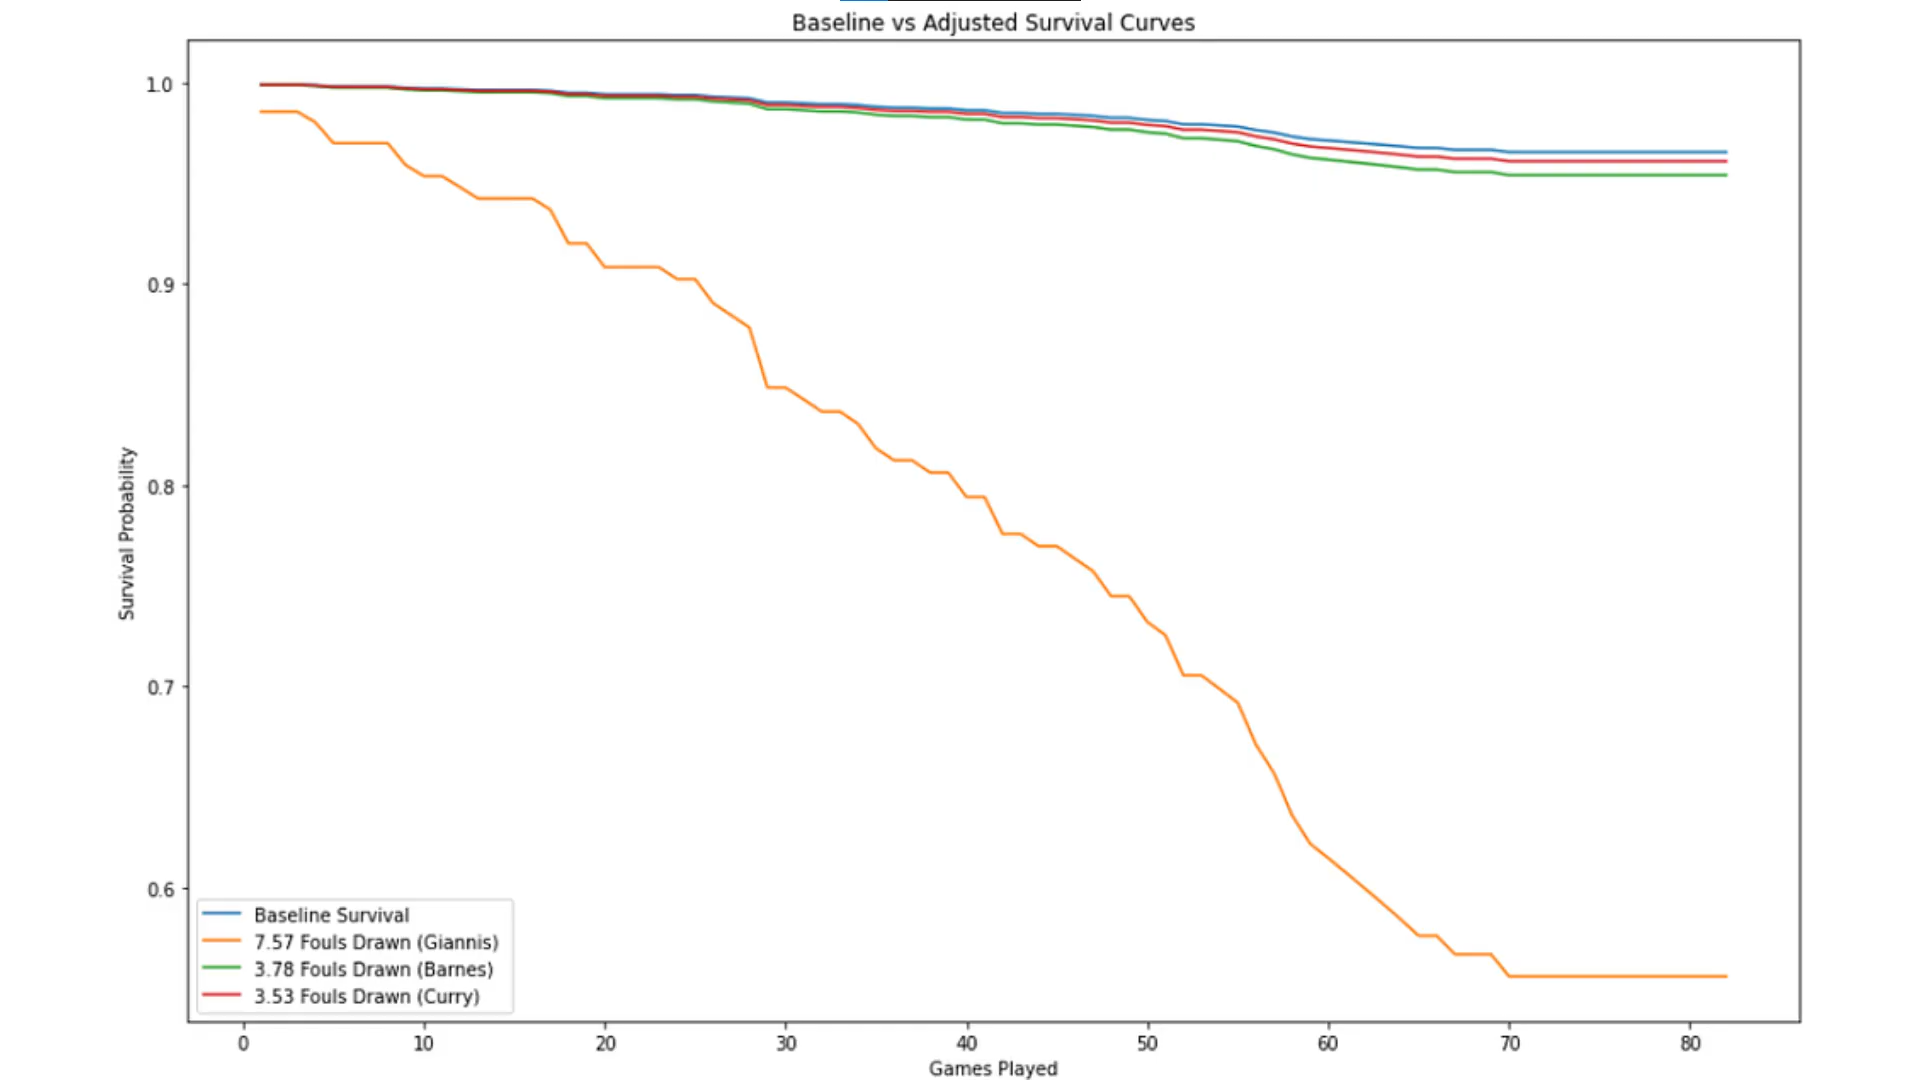 Baseline vs Adjusted Survival Curves
1.0
0.9
0.8
0.7
0.6
Survival Probability
Baseline Survival
7.57 Fouls Drawn (Giannis)
3.78 Fouls Drawn (Barnes)
3.53 Fouls Drawn (Curry)
0 10 20 30 40 50 60 70 80
Games Played